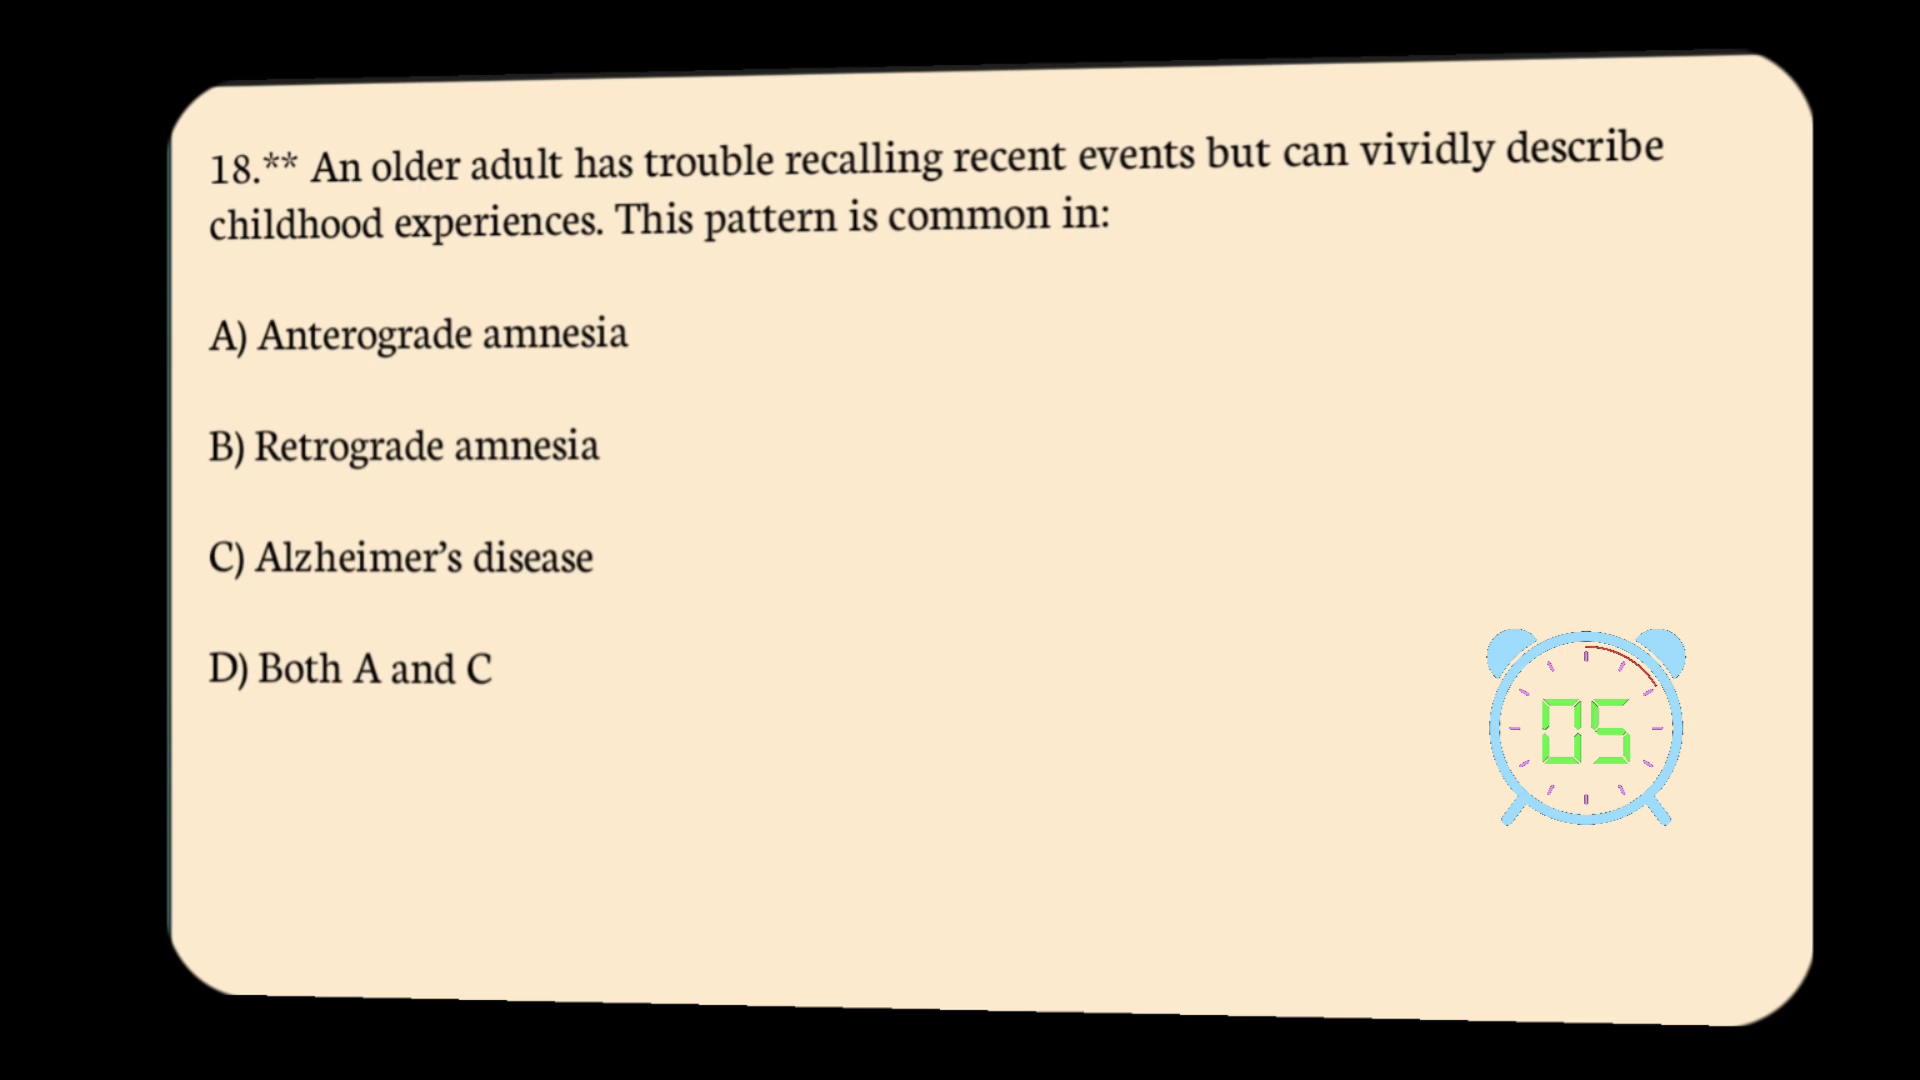 18.** An older adult has trouble recalling recent events but can vividly describe
childhood experiences. This pattern is common in:
A) Anterograde amnesia
B) Retrograde amnesia
C) Alzheimer’s disease
D) Both A and C
05